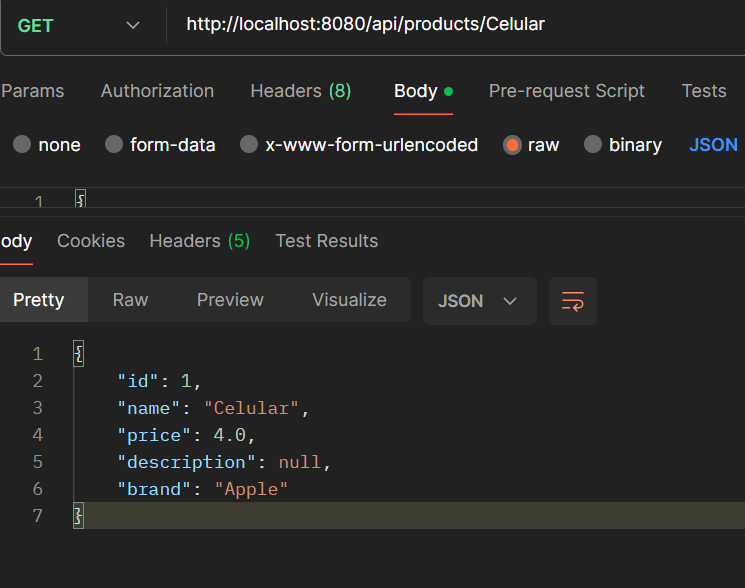 GET http://localhost:8080/api/products/Celular
Params Authorization Headers (8) Body Pre-request Script Tests
none form-data x-www-form-urlencoded raw binary JSON
1 {
ody Cookies Headers (5) Test Results
Pretty Raw Preview Visualize JSON
1 {
2 "id": 1,
3 "name": "Celular",
4 "price": 4.0,
5 "description": null,
6 "brand": "Apple"
7 }